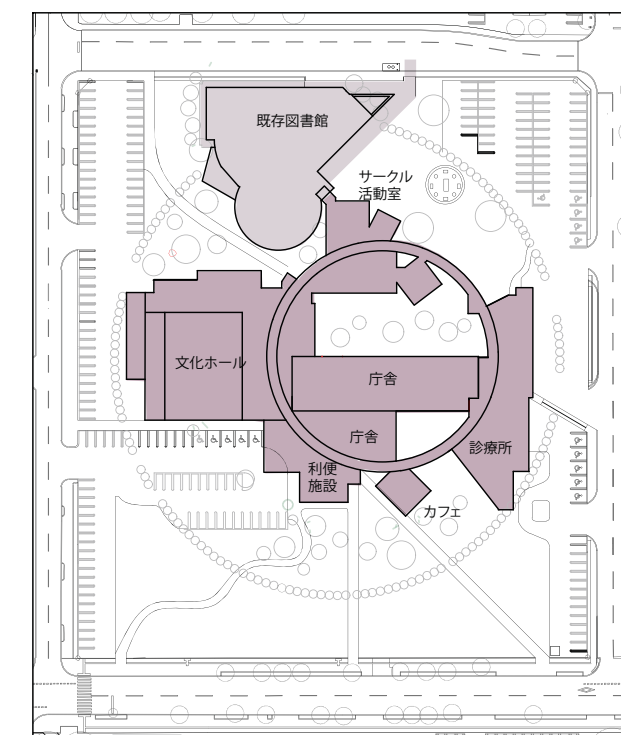 既存図書館
サークル
活動室
文化ホール
庁舎
庁舎
診療所
利便
施設
カフェ